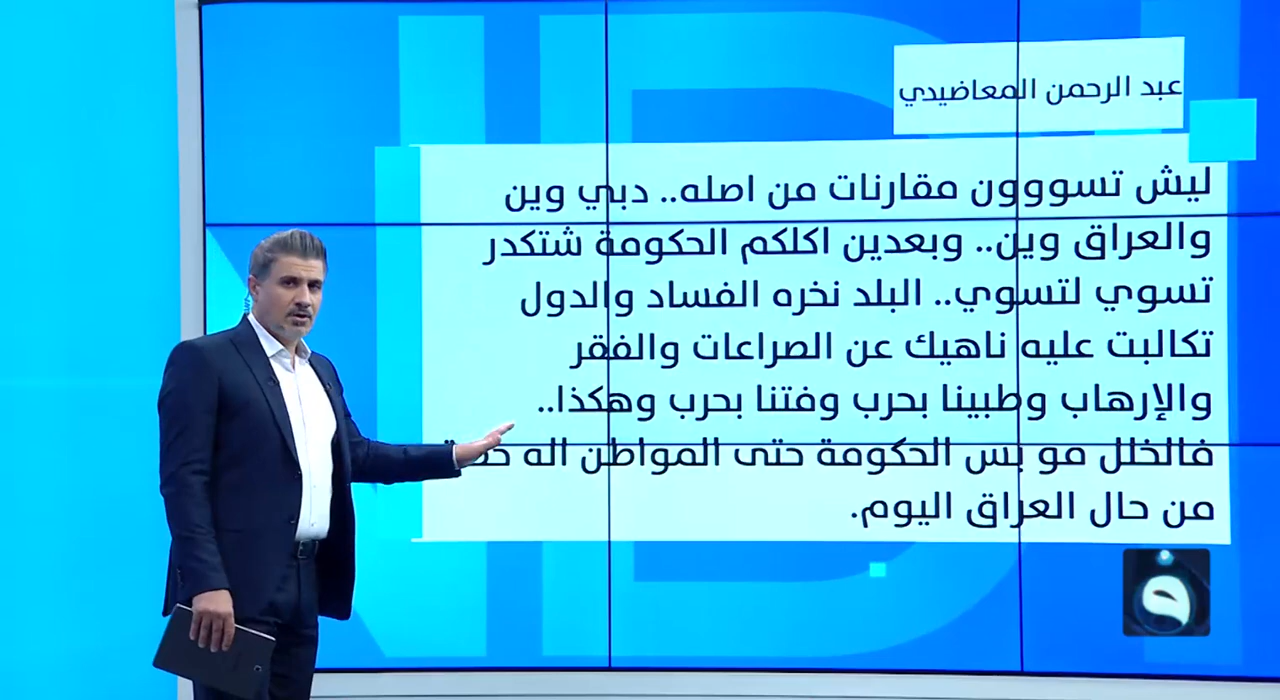 عبد الرحمن المعاضيدي
ليش تسووون مقارنات من اصله.. دبي وين
والعراق وين.. وبعدين اكلكم الحكومة شتكدر
تسوي لتسوي.. البلد نخره الفساد والدول
تكالبت عليه ناهيك عن الصراعات والفقر
والإرهاب وطبينا بحرب وفتنا بحرب وهكذا..
فالخلل مو بس الحكومة حتى المواطن اله
من حال العراق اليوم.